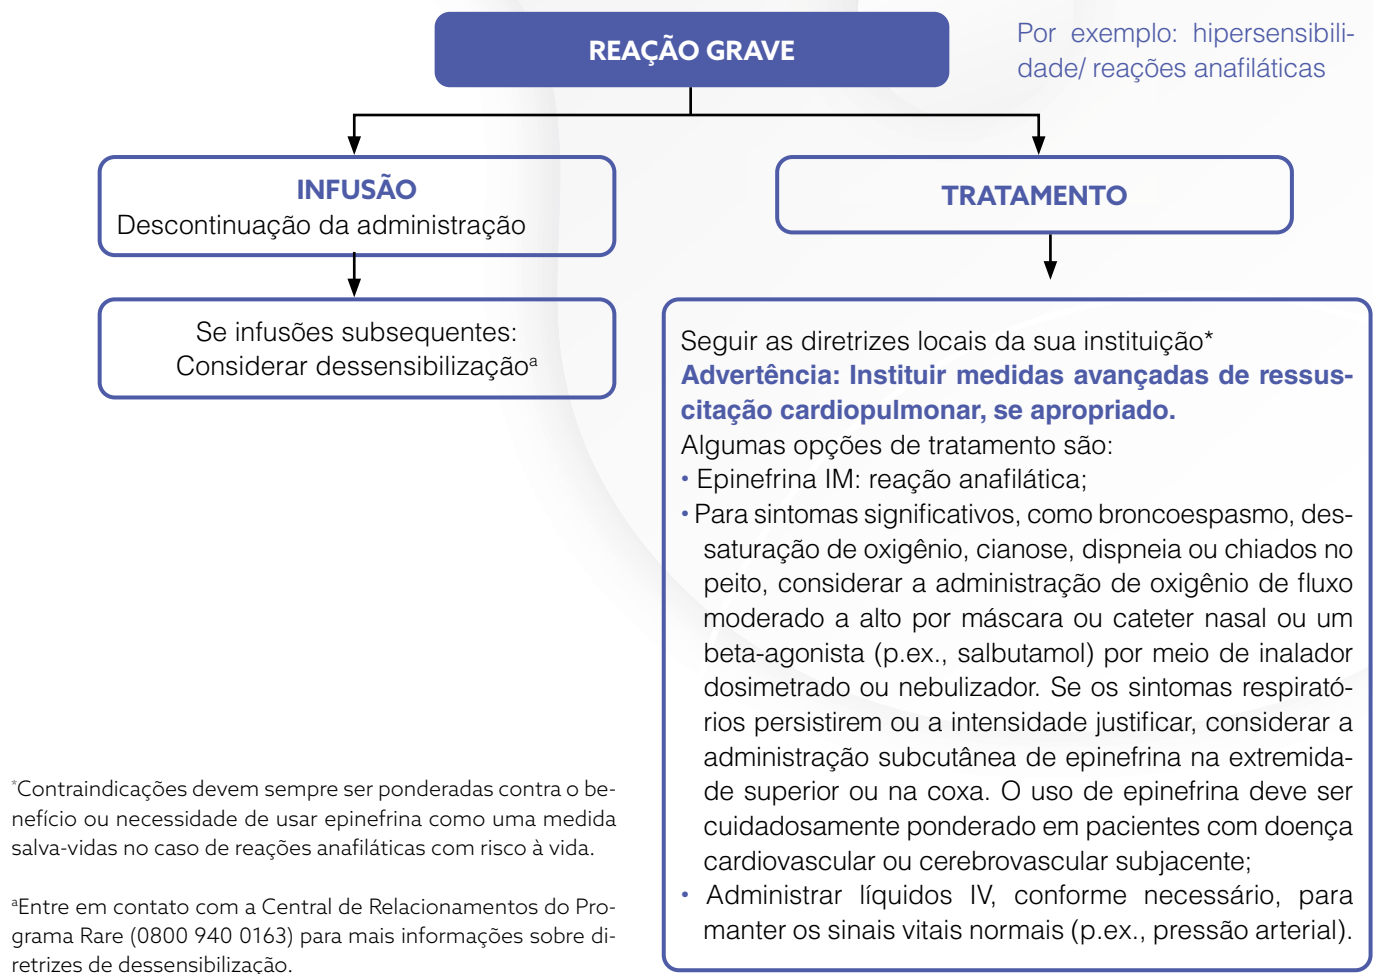 REAÇÃO GRAVE
Por exemplo: hipersensibili-
dade/ reações anafiláticas
INFUSÃO
Descontinuação da administração
TRATAMENTO
Se infusões subsequentes:
Considerar dessensibilizaçãoª
Seguir as diretrizes locais da sua instituição*
Advertência: Instituir medidas avançadas de ressus-
citação cardiopulmonar, se apropriado.
Algumas opções de tratamento são:
• Epinefrina IM: reação anafilática;
• Para sintomas significativos, como broncoespasmo, des-
saturação de oxigênio, cianose, dispneia ou chiados no
peito, considerar a administração de oxigênio de fluxo
moderado a alto por máscara ou cateter nasal ou um
beta-agonista (p.ex., salbutamol) por meio de inalador
dosimetrado ou nebulizador. Se os sintomas respirató-
rios persistirem ou a intensidade justificar, considerar a
administração subcutânea de epinefrina na extremida-
de superior ou na coxa. O uso de epinefrina deve ser
cuidadosamente ponderado em pacientes com doença
cardiovascular ou cerebrovascular subjacente;
• Administrar líquidos IV, conforme necessário, para
manter os sinais vitais normais (p.ex., pressão arterial).
*Contraindicações devem sempre ser ponderadas contra o be-
nefício ou necessidade de usar epinefrina como uma medida
salva-vidas no caso de reações anafiláticas com risco à vida.
ªEntre em contato com a Central de Relacionamentos do Pro-
grama Rare (0800 940 0163) para mais informações sobre di-
retrizes de dessensibilização.